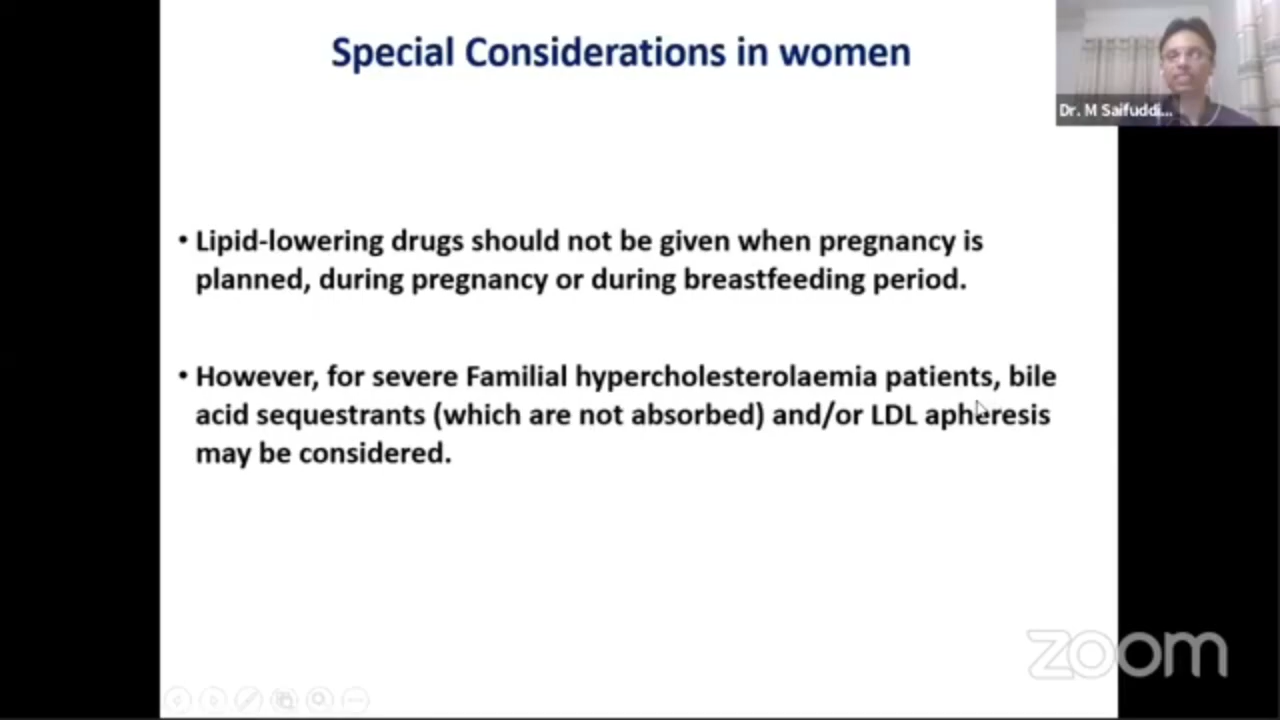 Special Considerations in women
Dr. M Saifuddi...
• Lipid-lowering drugs should not be given when pregnancy is
planned, during pregnancy or during breastfeeding period.
• However, for severe Familial hypercholesterolaemia patients, bile
acid sequestrants (which are not absorbed) and/or LDL apheresis
may be considered.
zoom